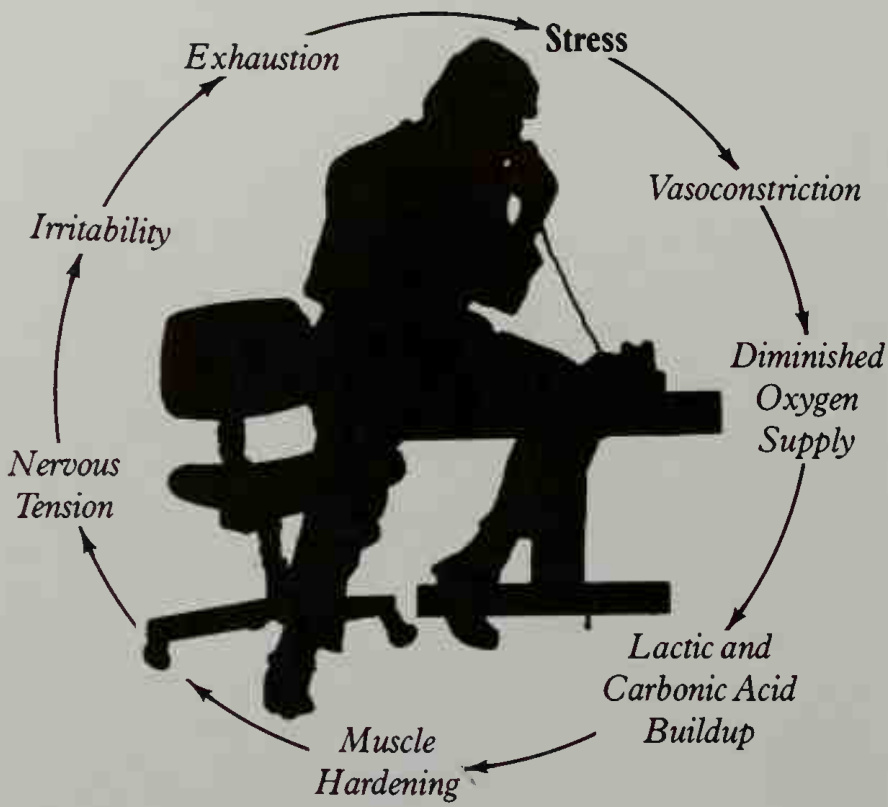 Stress
Vasoconstriction
Diminished
Oxygen
Supply
Lactic and
Carbonic Acid
Buildup
Muscle
Hardening
Nervous
Tension
Irritability
Exhaustion